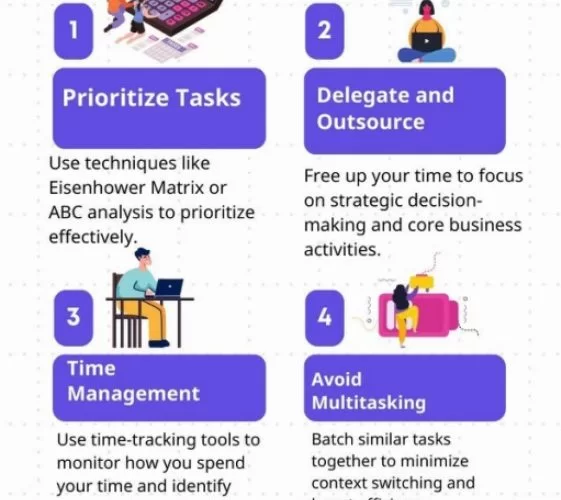 1
Prioritize Tasks
Use techniques like
Eisenhower Matrix or
ABC analysis to prioritize
effectively.
2
Delegate and
Outsource
Free up your time to focus
on strategic decision-
making and core business
activities.
3
Time
Management
Use time-tracking tools to
monitor how you spend
your time and identify
4
Avoid
Multitasking
Batch similar tasks
together to minimize
context switching and